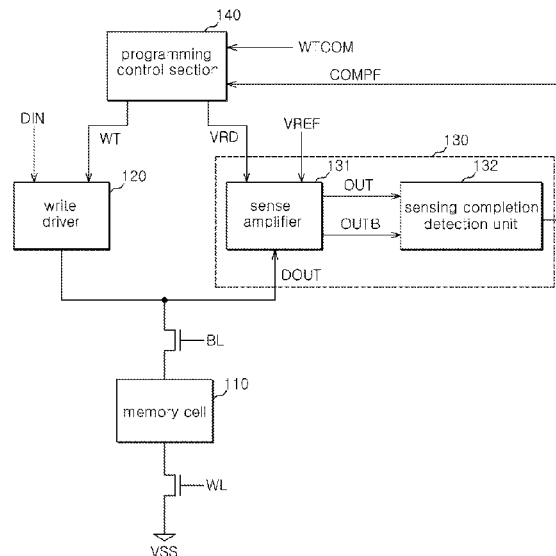 140
programming
control section
WTCOM
COMPF
DIN
WT
VRD
VREF
130
120
131
132
write
driver
sense
amplifier
OUT
OUTB
sensing completion
detection unit
DOUT
BL
110
memory cell
WL
VSS